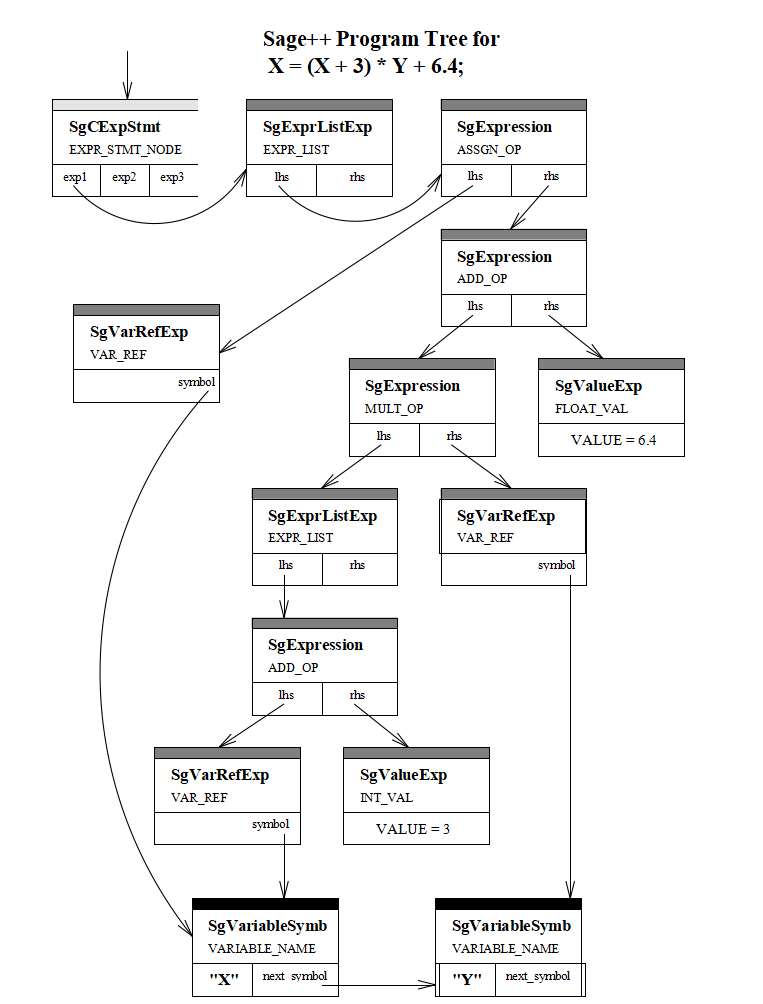 Sage++ Program Tree for
X = (X + 3) * Y + 6.4;
SgCExpStmt
EXPR_STMT_NODE
exp1 exp2 exp3
SgExprListExp
EXPR_LIST
lhs rhs
SgExpression
ASSGN_OP
lhs rhs
SgExpression
ADD_OP
lhs rhs
SgVarRefExp
VAR_REF
symbol
SgExpression
MULT_OP
lhs rhs
SgValueExp
FLOAT_VAL
VALUE = 6.4
SgExprListExp
EXPR_LIST
lhs rhs
SgVarRefExp
VAR_REF
symbol
SgExpression
ADD_OP
lhs rhs
SgVarRefExp
VAR_REF
symbol
SgValueExp
INT_VAL
VALUE = 3
SgVariableSymb
VARIABLE_NAME
"X" next_symbol
SgVariableSymb
VARIABLE_NAME
"Y" next_symbol